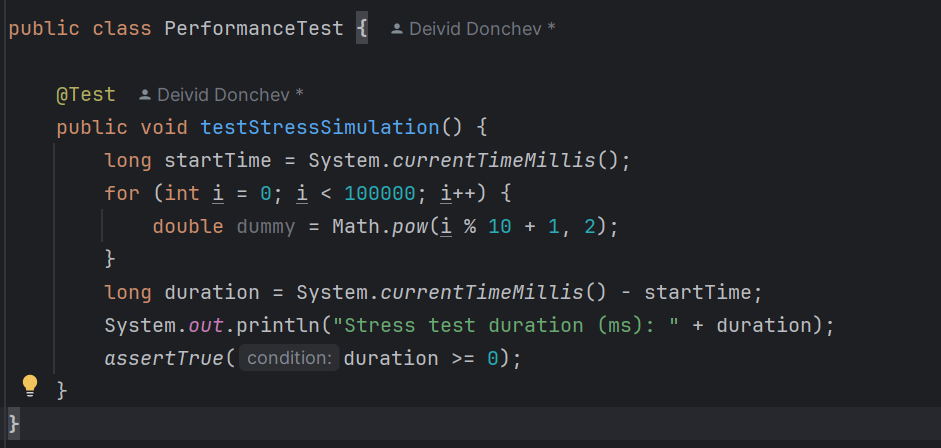 public class PerformanceTest { Deivid Donchev *
@Test Deivid Donchev *
public void testStressSimulation() {
long startTime = System.currentTimeMillis();
for (int i = 0; i < 100000; i++) {
double dummy = Math.pow(i % 10 + 1, 2);
}
long duration = System.currentTimeMillis() - startTime;
System.out.println("Stress test duration (ms): " + duration);
assertTrue( condition: duration >= 0);
}
}